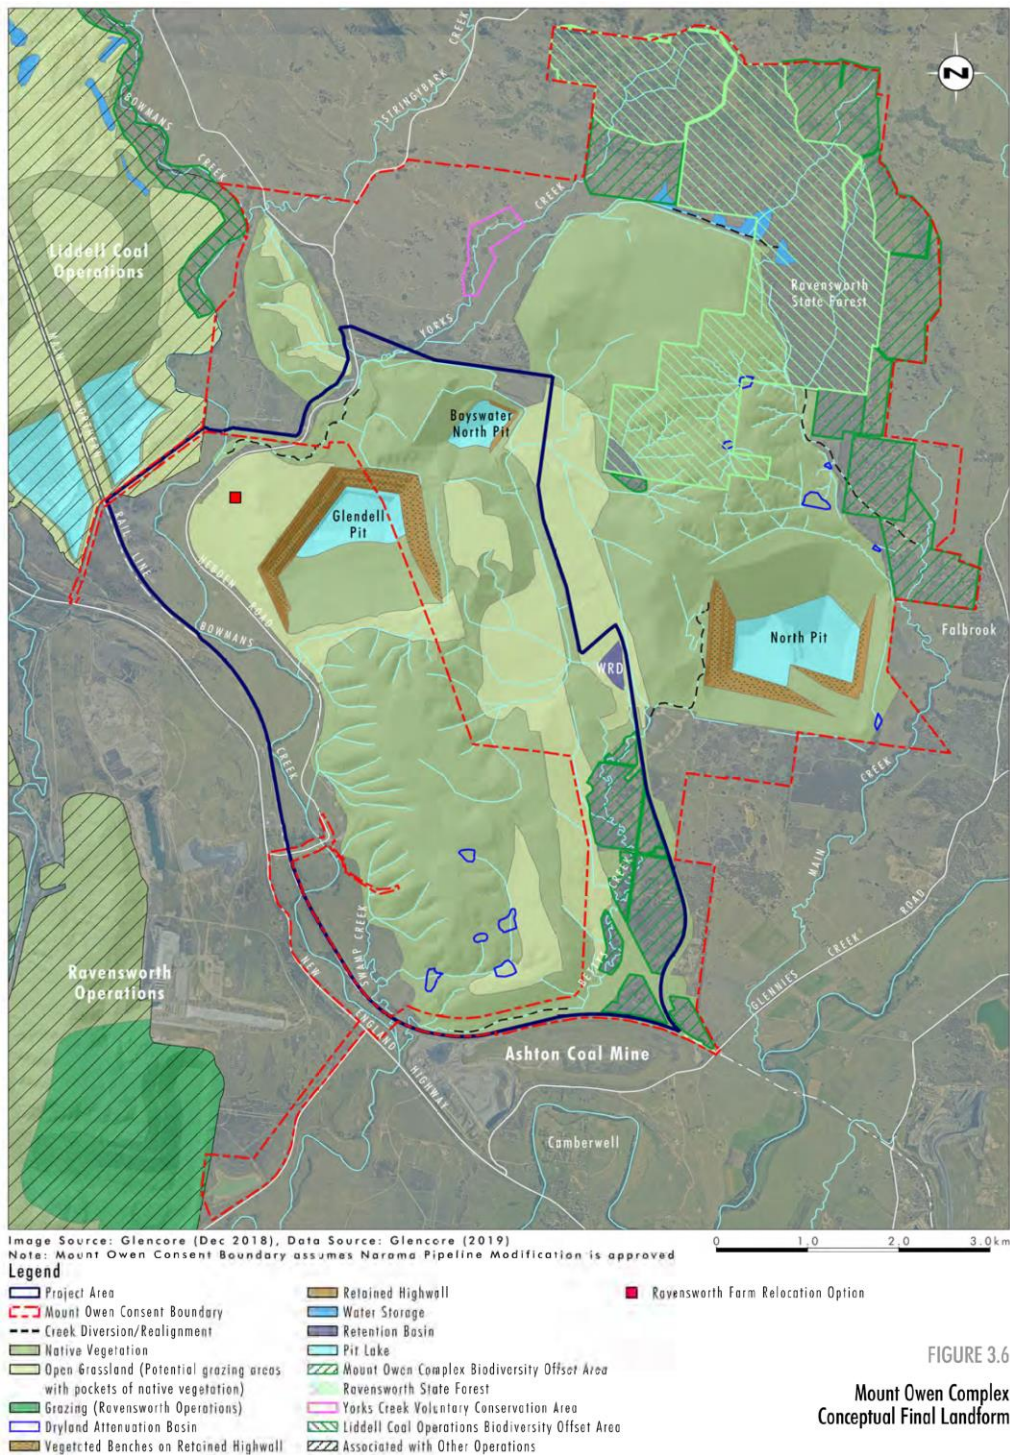 STRINGYBARK
CREEK
BOWMANS
CREEK
N
CREEK
Liddell Coal
Operations
Ravensworth
State Forest
YORKS
Bayswater
North Pit
Glendell
Pit
RAIL LINE
HEBDEN ROAD
BOWMANS
CREEK
North Pit
Falbrook
WRD
CREEK
MAIN
CREEK
SWAMP CREEK
GLENNIES CREEK ROAD
Ravensworth
Operations
NEW ENGLAND HIGHWAY
Ashton Coal Mine
Camberwell
Image Source: Glencore (Dec 2018), Data Source: Glencore (2019)
Note: Mount Owen Consent Boundary assumes Narama Pipeline Modification is approved
0 1.0 2.0 3.0km
Legend
Project Area
Mount Owen Consent Boundary
Creek Diversion/Realignment
Native Vegetation
Open Grassland (Potential grazing areas
with pockets of native vegetation)
Grazing (Ravensworth Operations)
Dryland Attenuation Basin
Vegetated Benches on Retained Highwall
Retained Highwall
Water Storage
Retention Basin
Pit Lake
Mount Owen Complex Biodiversity Offset Area
Ravensworth State Forest
Yorks Creek Voluntary Conservation Area
Liddell Coal Operations Biodiversity Offset Area
Associated with Other Operations
Ravensworth Farm Relocation Option
FIGURE 3.6
Mount Owen Complex
Conceptual Final Landform